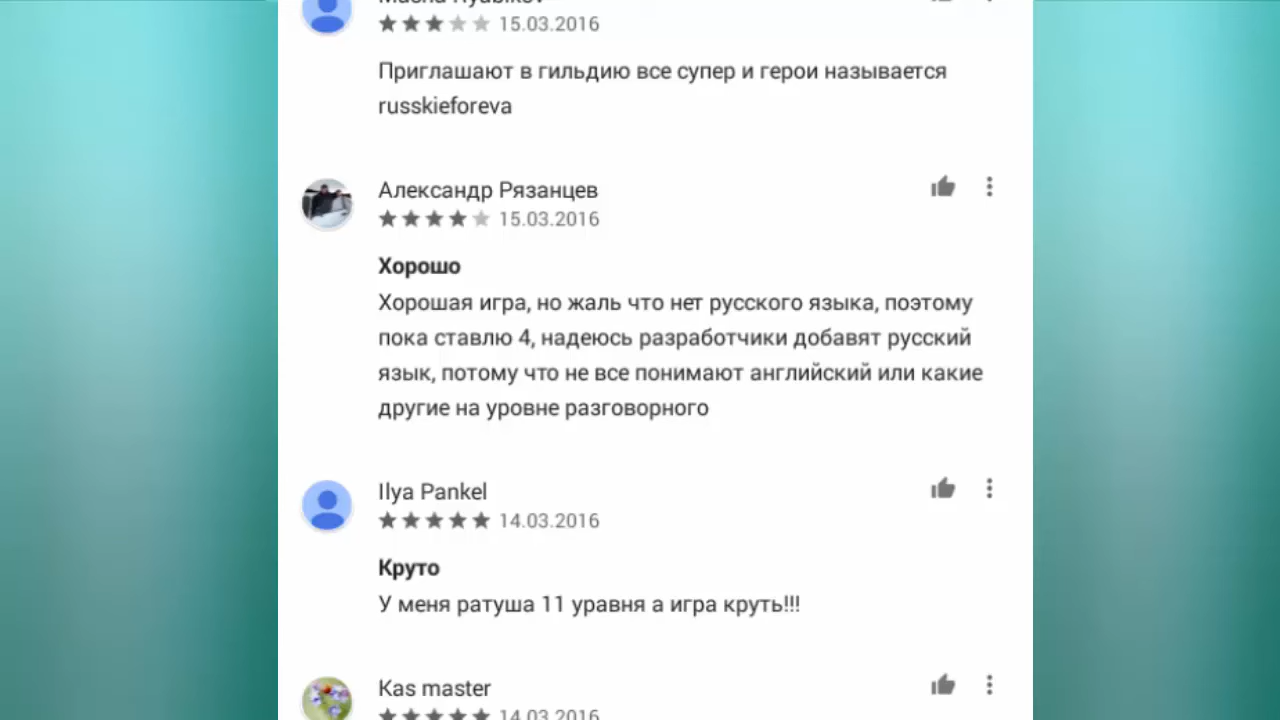 15.03.2016
Приглашают в гильдию все супер и герои называется
russkieforeva
Александр Рязанцев
15.03.2016
Хорошо
Хорошая игра, но жаль что нет русского языка, поэтому
пока ставлю 4, надеюсь разработчики добавят русский
язык, потому что не все понимают английский или какие
другие на уровне разговорного
Ilya Pankel
14.03.2016
Круто
У меня ратуша 11 уравня а игра круть!!!
Kas master
14.03.2016